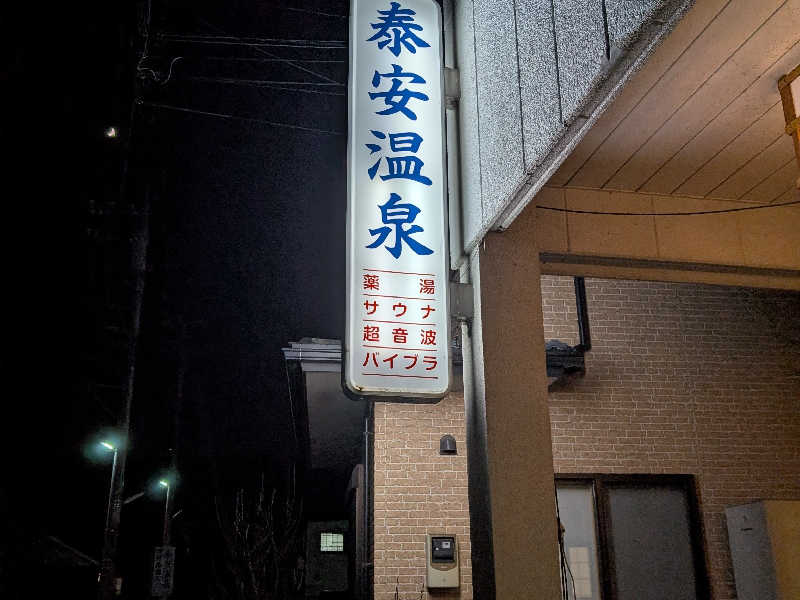 泰安温泉
薬湯
サウナ
超音波
バイブラ